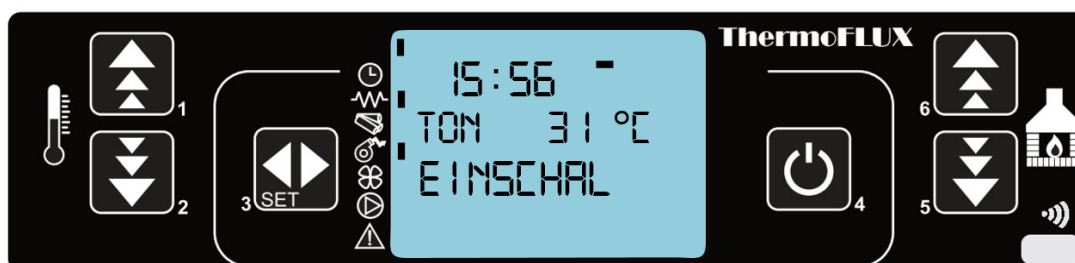 ThermoFLUX
15:56
TON 31 °C
EINSCHAL
1
2
3 SET
4
6
5